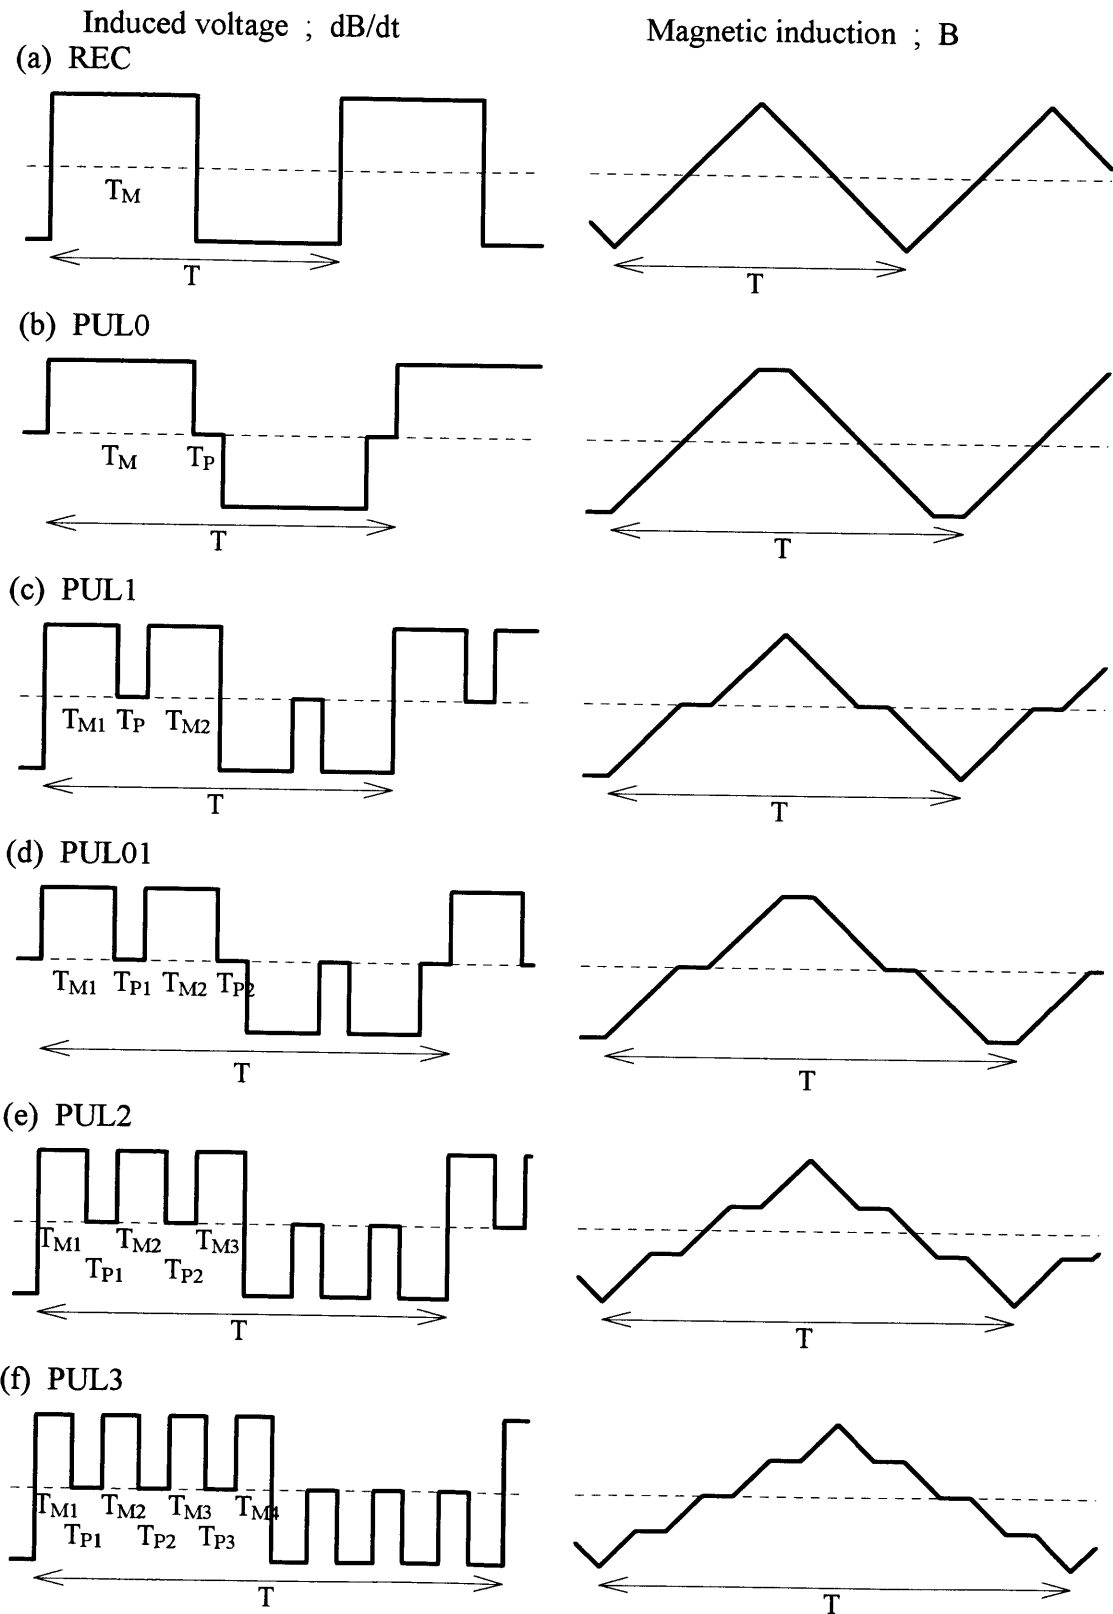 Induced voltage ; dB/dt
Magnetic induction ; B
(a) REC
TM
T
T
(b) PUL0
TM TP
T
T
(c) PUL1
TM1 TP TM2
T
T
(d) PUL01
TM1 TP1 TM2 TP2
T
T
(e) PUL2
TM1 TM2 TM3
TP1 TP2
T
T
(f) PUL3
TM1 TM2 TM3 TM4
TP1 TP2 TP3
T
T